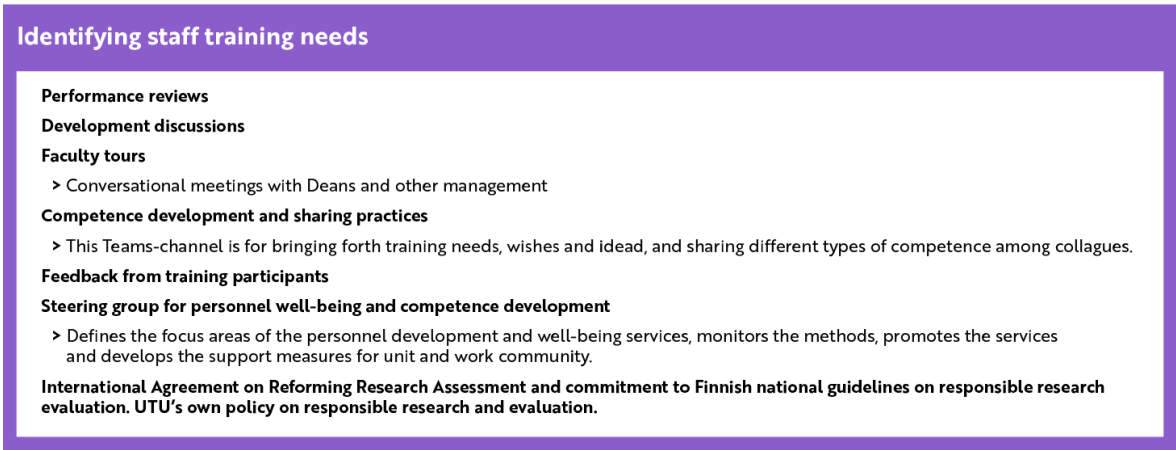 Identifying staff training needs
Performance reviews
Development discussions
Faculty tours
> Conversational meetings with Deans and other management
Competence development and sharing practices
> This Teams-channel is for bringing forth training needs, wishes and idead, and sharing different types of competence among collagues.
Feedback from training participants
Steering group for personnel well-being and competence development
> Defines the focus areas of the personnel development and well-being services, monitors the methods, promotes the services
and develops the support measures for unit and work community.
International Agreement on Reforming Research Assessment and commitment to Finnish national guidelines on responsible research
evaluation. UTU’s own policy on responsible research and evaluation.